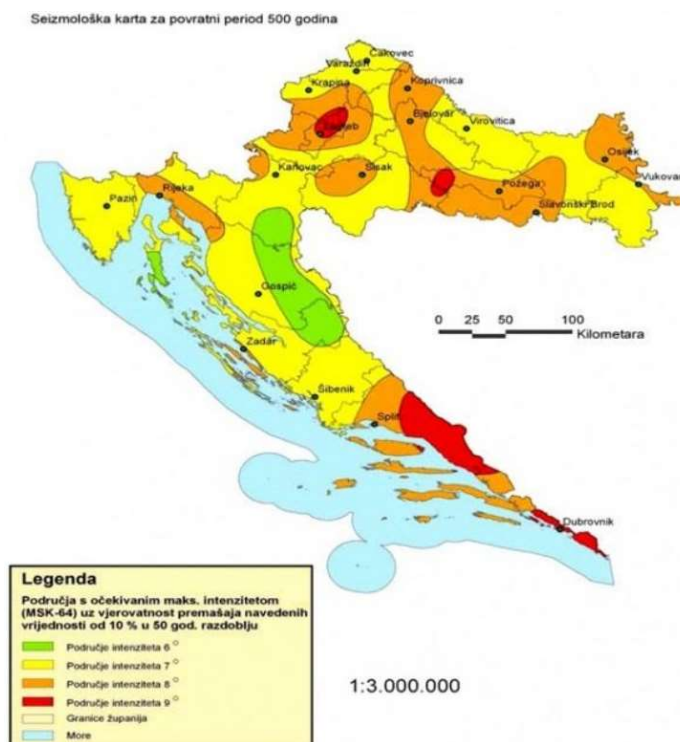 Seizmološka karta za povratni period 500 godina
Čakovec
Varaždin
Krapina
Koprivnica
Zagreb
Bjelovar
Virovitica
Osijek
Karlovac
Sisak
Vukovar
Pazin
Rijeka
Požega
Slavonski Brod
Gospić
0 25 50 100
Kilometara
Zadar
Šibenik
Split
Dubrovnik
Legenda
Područja s očekivanim maks. intenzitetom
(MSK-64) uz vjerovatnost premašaja navedenih
vrijednosti od 10 % u 50 god. razdoblju
Područje intenziteta 6 °
Područje intenziteta 7 °
Područje intenziteta 8 °
Područje intenziteta 9 °
Granice županija
More
1:3.000.000